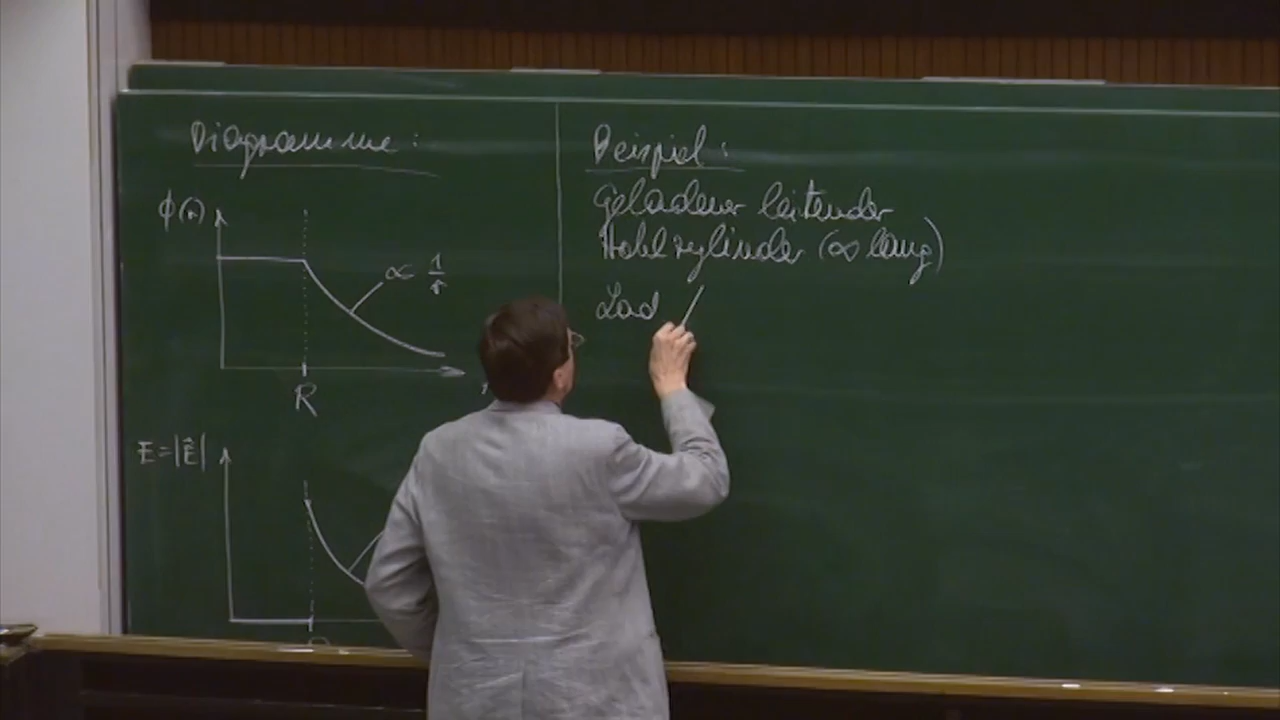 Diagramme:
ϕ(r)
∝ 1/r
R
E=|E⃗|
Beispiel:
Geladener leitender
Hohlzylinder (∞ lang)
Lad